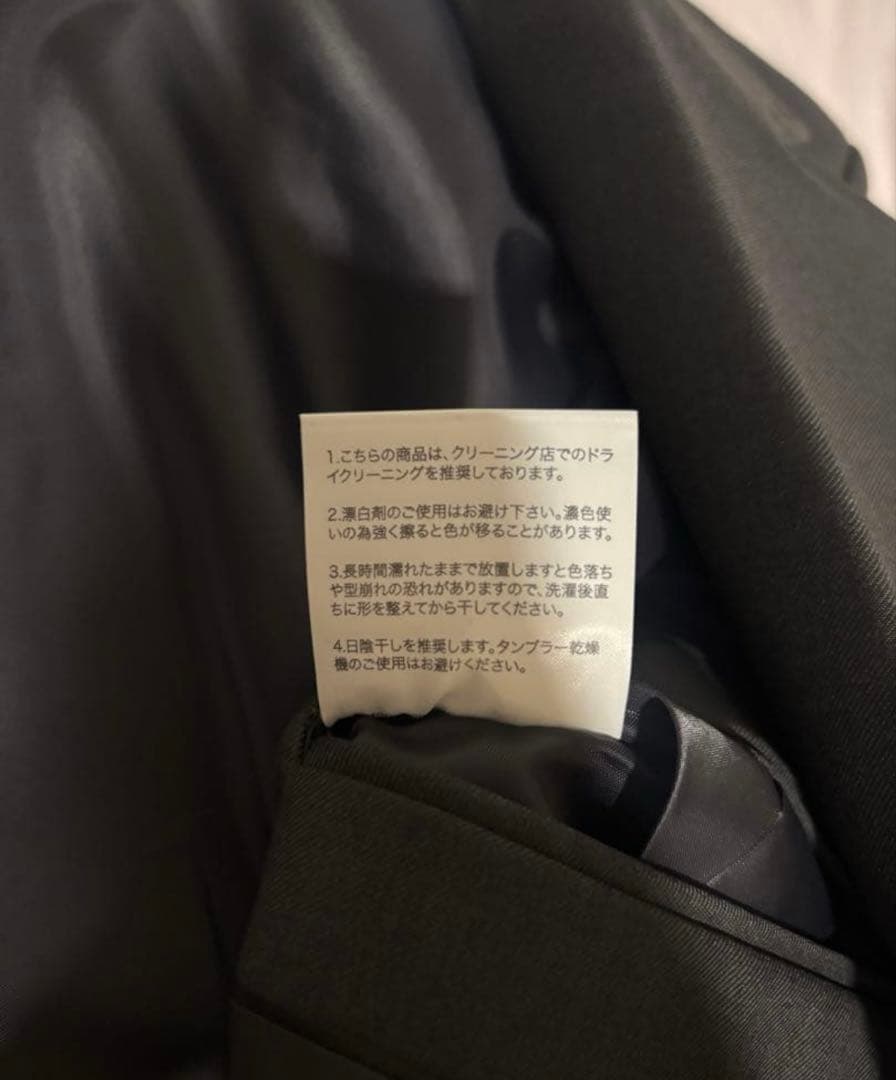 1.こちらの商品は、クリーニング店でのドラ
イクリーニングを推奨しております。
2.漂白剤のご使用はお避け下さい。濃色使
いの為強く擦ると色が移ることがあります。
3.長時間濡れたままで放置しますと色落ち
や型崩れの恐れがありますので、洗濯後直
ちに形を整えてから干してください。
4.日陰干しを推奨します。タンブラー乾燥
機のご使用はお避けください。